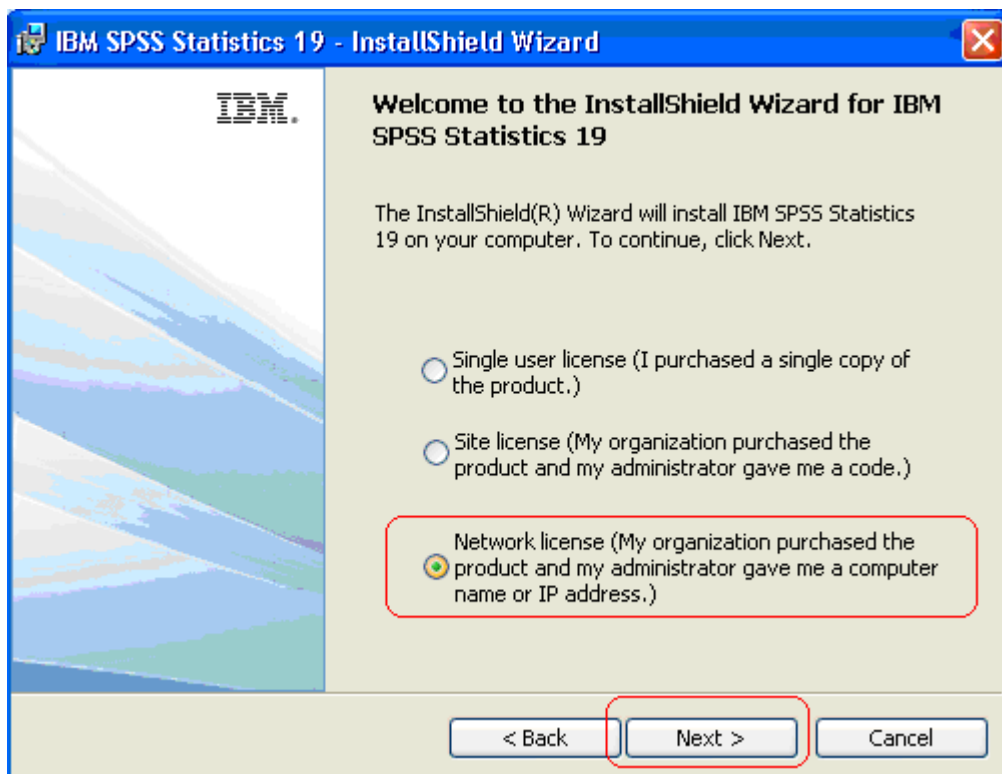 IBM SPSS Statistics 19 - InstallShield Wizard
IBM.
Welcome to the InstallShield Wizard for IBM
SPSS Statistics 19
The InstallShield(R) Wizard will install IBM SPSS Statistics
19 on your computer. To continue, click Next.
Single user license (I purchased a single copy of
the product.)
Site license (My organization purchased the
product and my administrator gave me a code.)
Network license (My organization purchased the
product and my administrator gave me a computer
name or IP address.)
< Back
Next >
Cancel